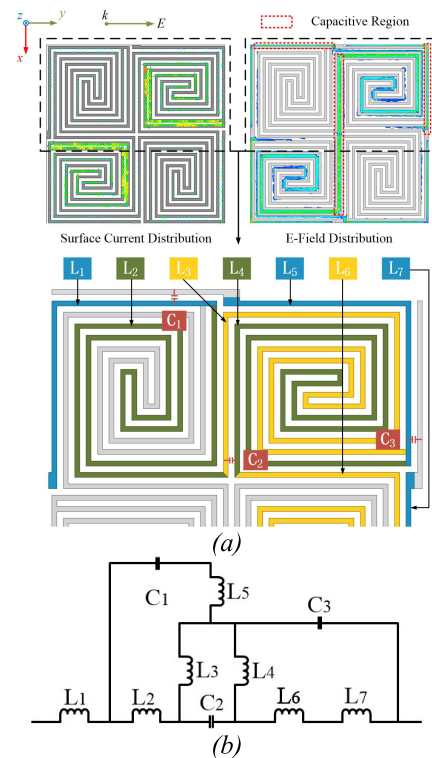 z y k E Capacitive Region
x
Surface Current Distribution E-Field Distribution
L1 L2 L3 L4 L5 L6 L7
C1
C3
C2
(a)
C1 L5 C3
L3 L4
L1 L2 C2 L6 L7
(b)